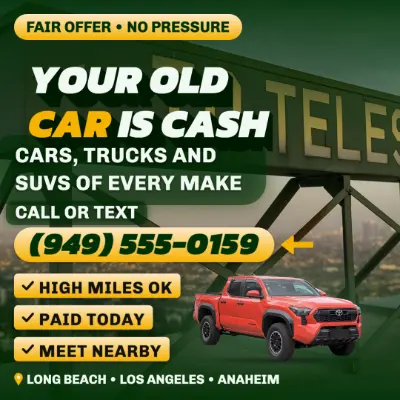 FAIR OFFER • NO PRESSURE
YOUR OLD
CAR IS CASH
CARS, TRUCKS AND
SUVS OF EVERY MAKE
CALL OR TEXT
(949) 555-0159
HIGH MILES OK
PAID TODAY
MEET NEARBY
LONG BEACH • LOS ANGELES • ANAHEIM
TELES